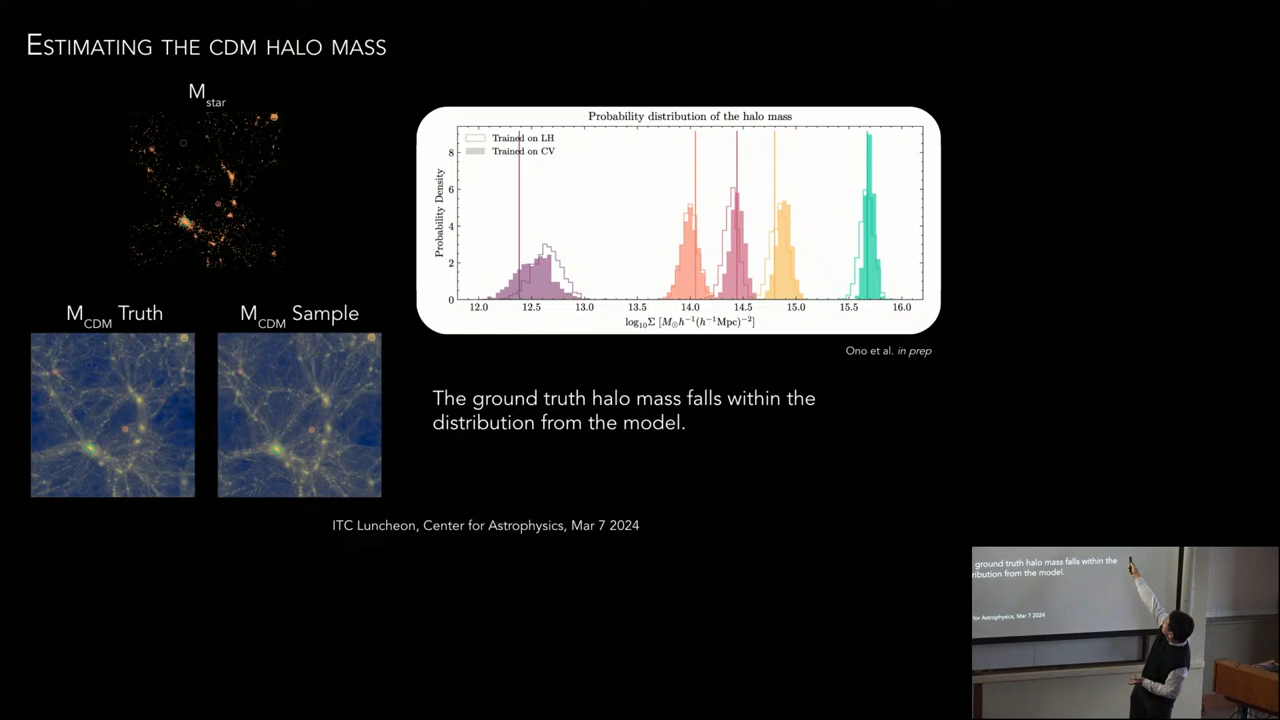 ESTIMATING THE CDM HALO MASS
Mstar
MCDM Truth
MCDM Sample
Probability distribution of the halo mass
Trained on LH
Trained on CV
Probability Density
8
6
4
2
0
12.0 12.5 13.0 13.5 14.0 14.5 15.0 15.5 16.0
log10Σ [M⊙h−1(h−1Mpc)−2]
Ono et al. in prep
The ground truth halo mass falls within the
distribution from the model.
ITC Luncheon, Center for Astrophysics, Mar 7 2024
ground truth halo mass falls within the
ribution from the model.
for Astrophysics, Mar 7 2024